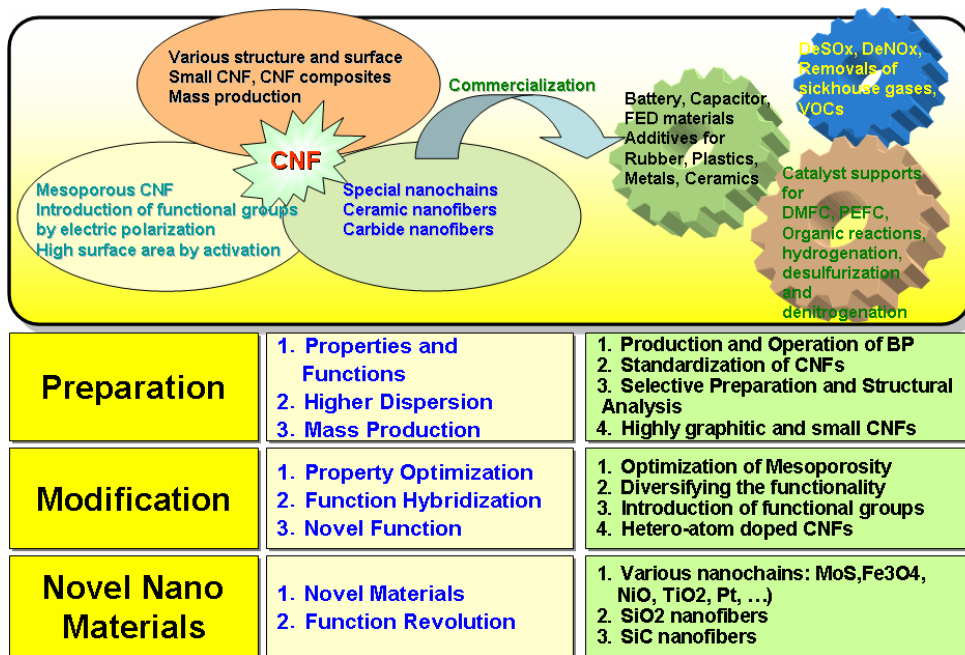 Various structure and surface
Small CNF, CNF composites
Mass production
CNF
Mesoporous CNF
Introduction of functional groups
by electric polarization
High surface area by activation
Special nanochains
Ceramic nanofibers
Carbide nanofibers
Commercialization
Battery, Capacitor,
FED materials
Additives for
Rubber, Plastics,
Metals, Ceramics
DeSOx, DeNOx,
Removals of
sickhouse gases,
VOCs
Catalyst supports
for
DMFC, PEFC,
Organic reactions,
hydrogenation,
desulfurization
and
denitrogenation
Preparation
1. Properties and
Functions
2. Higher Dispersion
3. Mass Production
1. Production and Operation of BP
2. Standardization of CNFs
3. Selective Preparation and Structural
Analysis
4. Highly graphitic and small CNFs
Modification
1. Property Optimization
2. Function Hybridization
3. Novel Function
1. Optimization of Mesoporosity
2. Diversifying the functionality
3. Introduction of functional groups
4. Hetero-atom doped CNFs
Novel Nano
Materials
1. Novel Materials
2. Function Revolution
1. Various nanochains: MoS,Fe3O4,
NiO, TiO2, Pt, …)
2. SiO2 nanofibers
3. SiC nanofibers